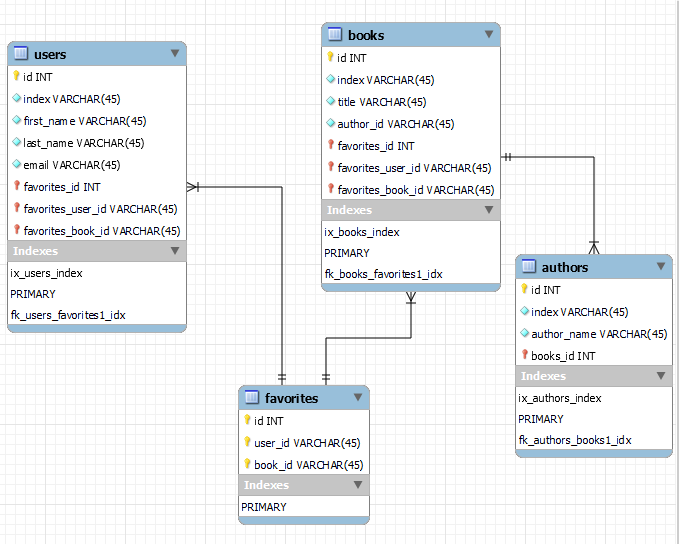 users
id INT
index VARCHAR(45)
first_name VARCHAR(45)
last_name VARCHAR(45)
email VARCHAR(45)
favorites_id INT
favorites_user_id VARCHAR(45)
favorites_book_id VARCHAR(45)
Indexes
ix_users_index
PRIMARY
fk_users_favorites1_idx
books
id INT
index VARCHAR(45)
title VARCHAR(45)
author_id VARCHAR(45)
favorites_id INT
favorites_user_id VARCHAR(45)
favorites_book_id VARCHAR(45)
Indexes
ix_books_index
PRIMARY
fk_books_favorites1_idx
authors
id INT
index VARCHAR(45)
author_name VARCHAR(45)
books_id INT
Indexes
ix_authors_index
PRIMARY
fk_authors_books1_idx
favorites
id INT
user_id VARCHAR(45)
book_id VARCHAR(45)
Indexes
PRIMARY